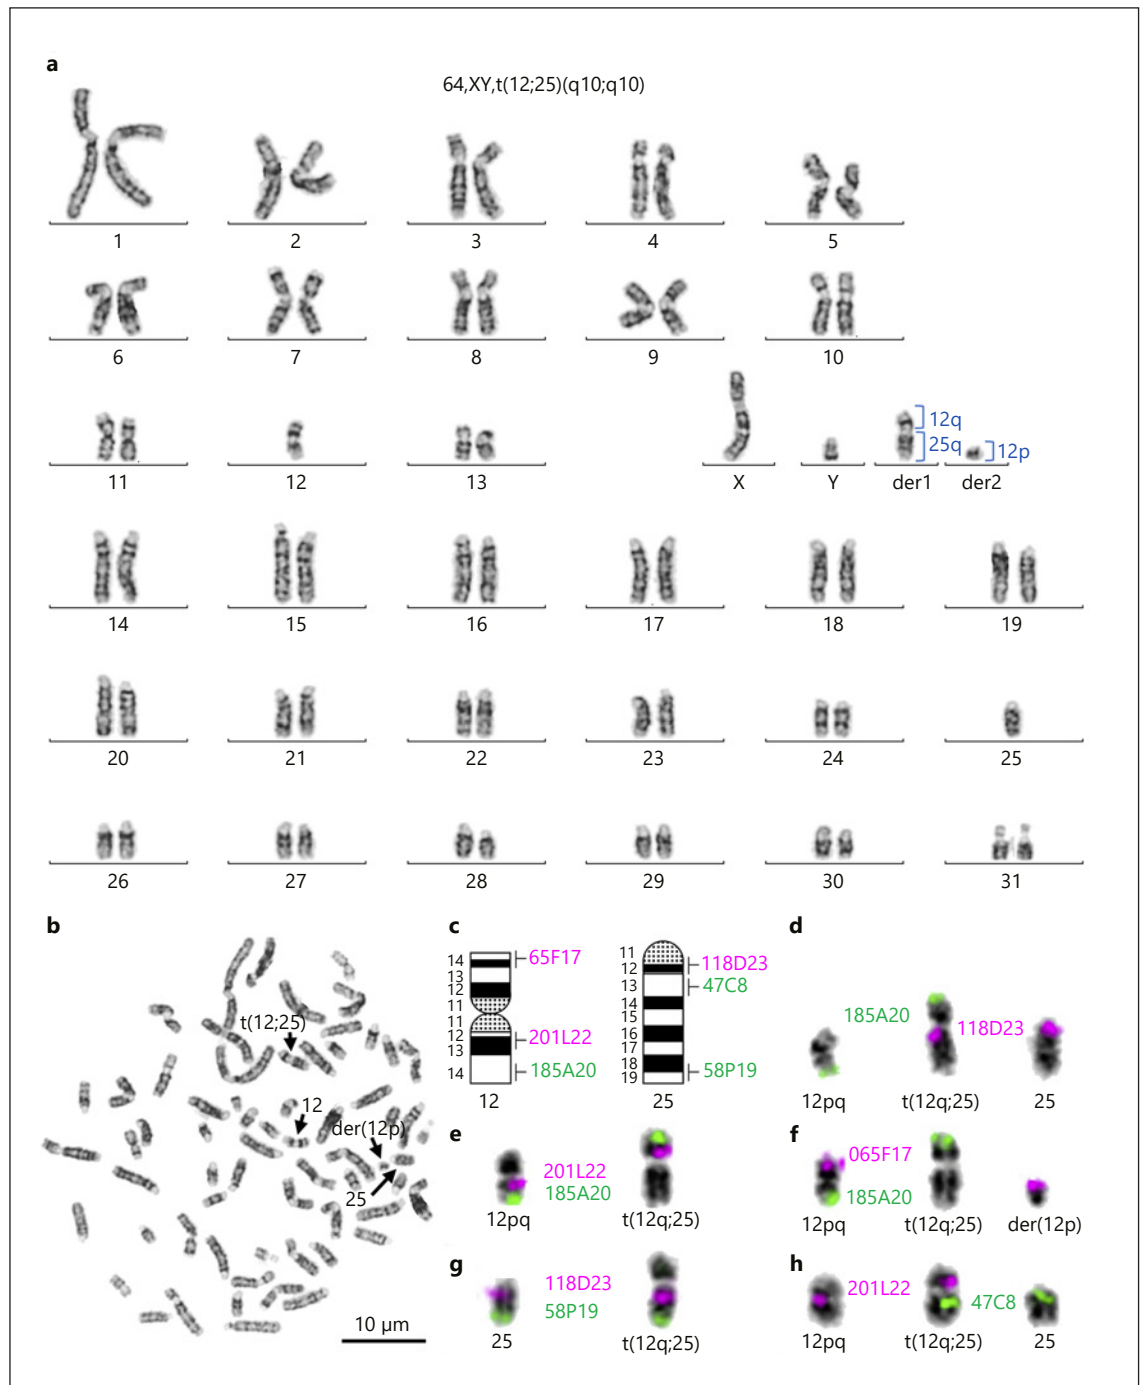 a
64,XY,t(12;25)(q10;q10)
1 2 3 4 5
6 7 8 9 10
12q
25q
12p
11 12 13 X Y der1 der2
14 15 16 17 18 19
20 21 22 23 24 25
26 27 28 29 30 31
b
t(12;25)
12
der(12p)
25
10 µm
c
14
13
12
11
11
12
13
14
65F17
201L22
185A20
12
11
12
13
14
15
16
17
18
19
118D23
47C8
58P19
25
d
185A20
118D23
12pq t(12q;25) 25
e
201L22
185A20
12pq t(12q;25)
f
065F17
185A20
12pq t(12q;25) der(12p)
g
118D23
58P19
25 t(12q;25)
h
201L22
47C8
12pq t(12q;25) 25